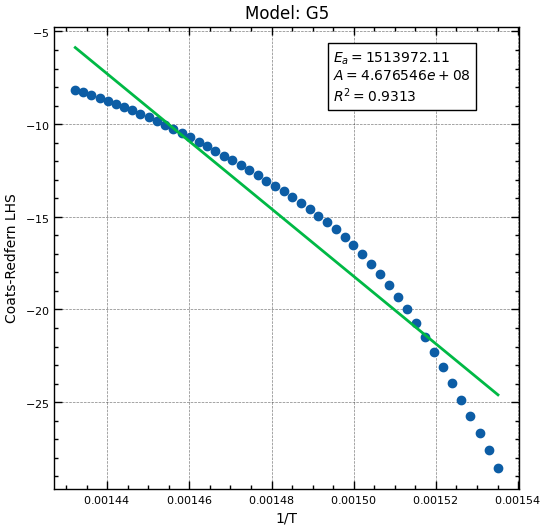 Model: G5
−5
−10
−15
−20
−25
Coats-Redfern LHS
E_a = 1513972.11
A = 4.676546e + 08
R² = 0.9313
0.00144 0.00146 0.00148 0.00150 0.00152 0.00154
1/T